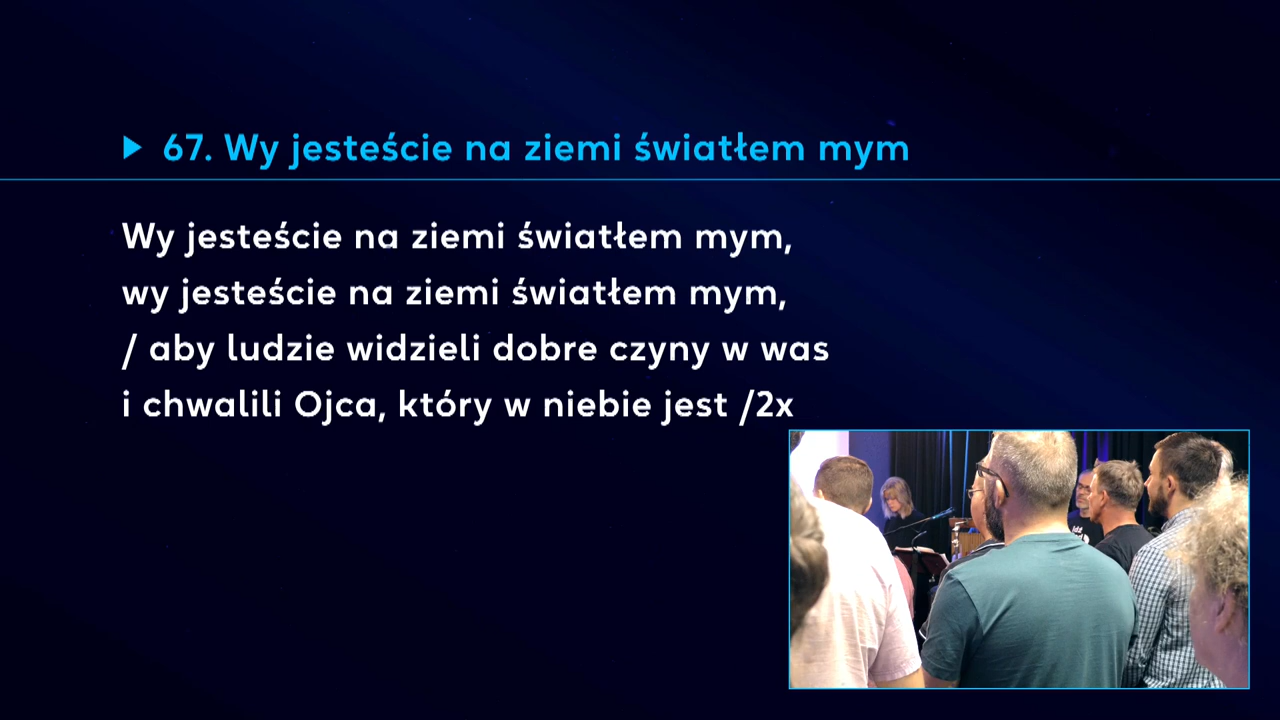 67. Wy jesteście na ziemi światłem mym
Wy jesteście na ziemi światłem mym,
wy jesteście na ziemi światłem mym,
/ aby ludzie widzieli dobre czyny w was
i chwalili Ojca, który w niebie jest /2x